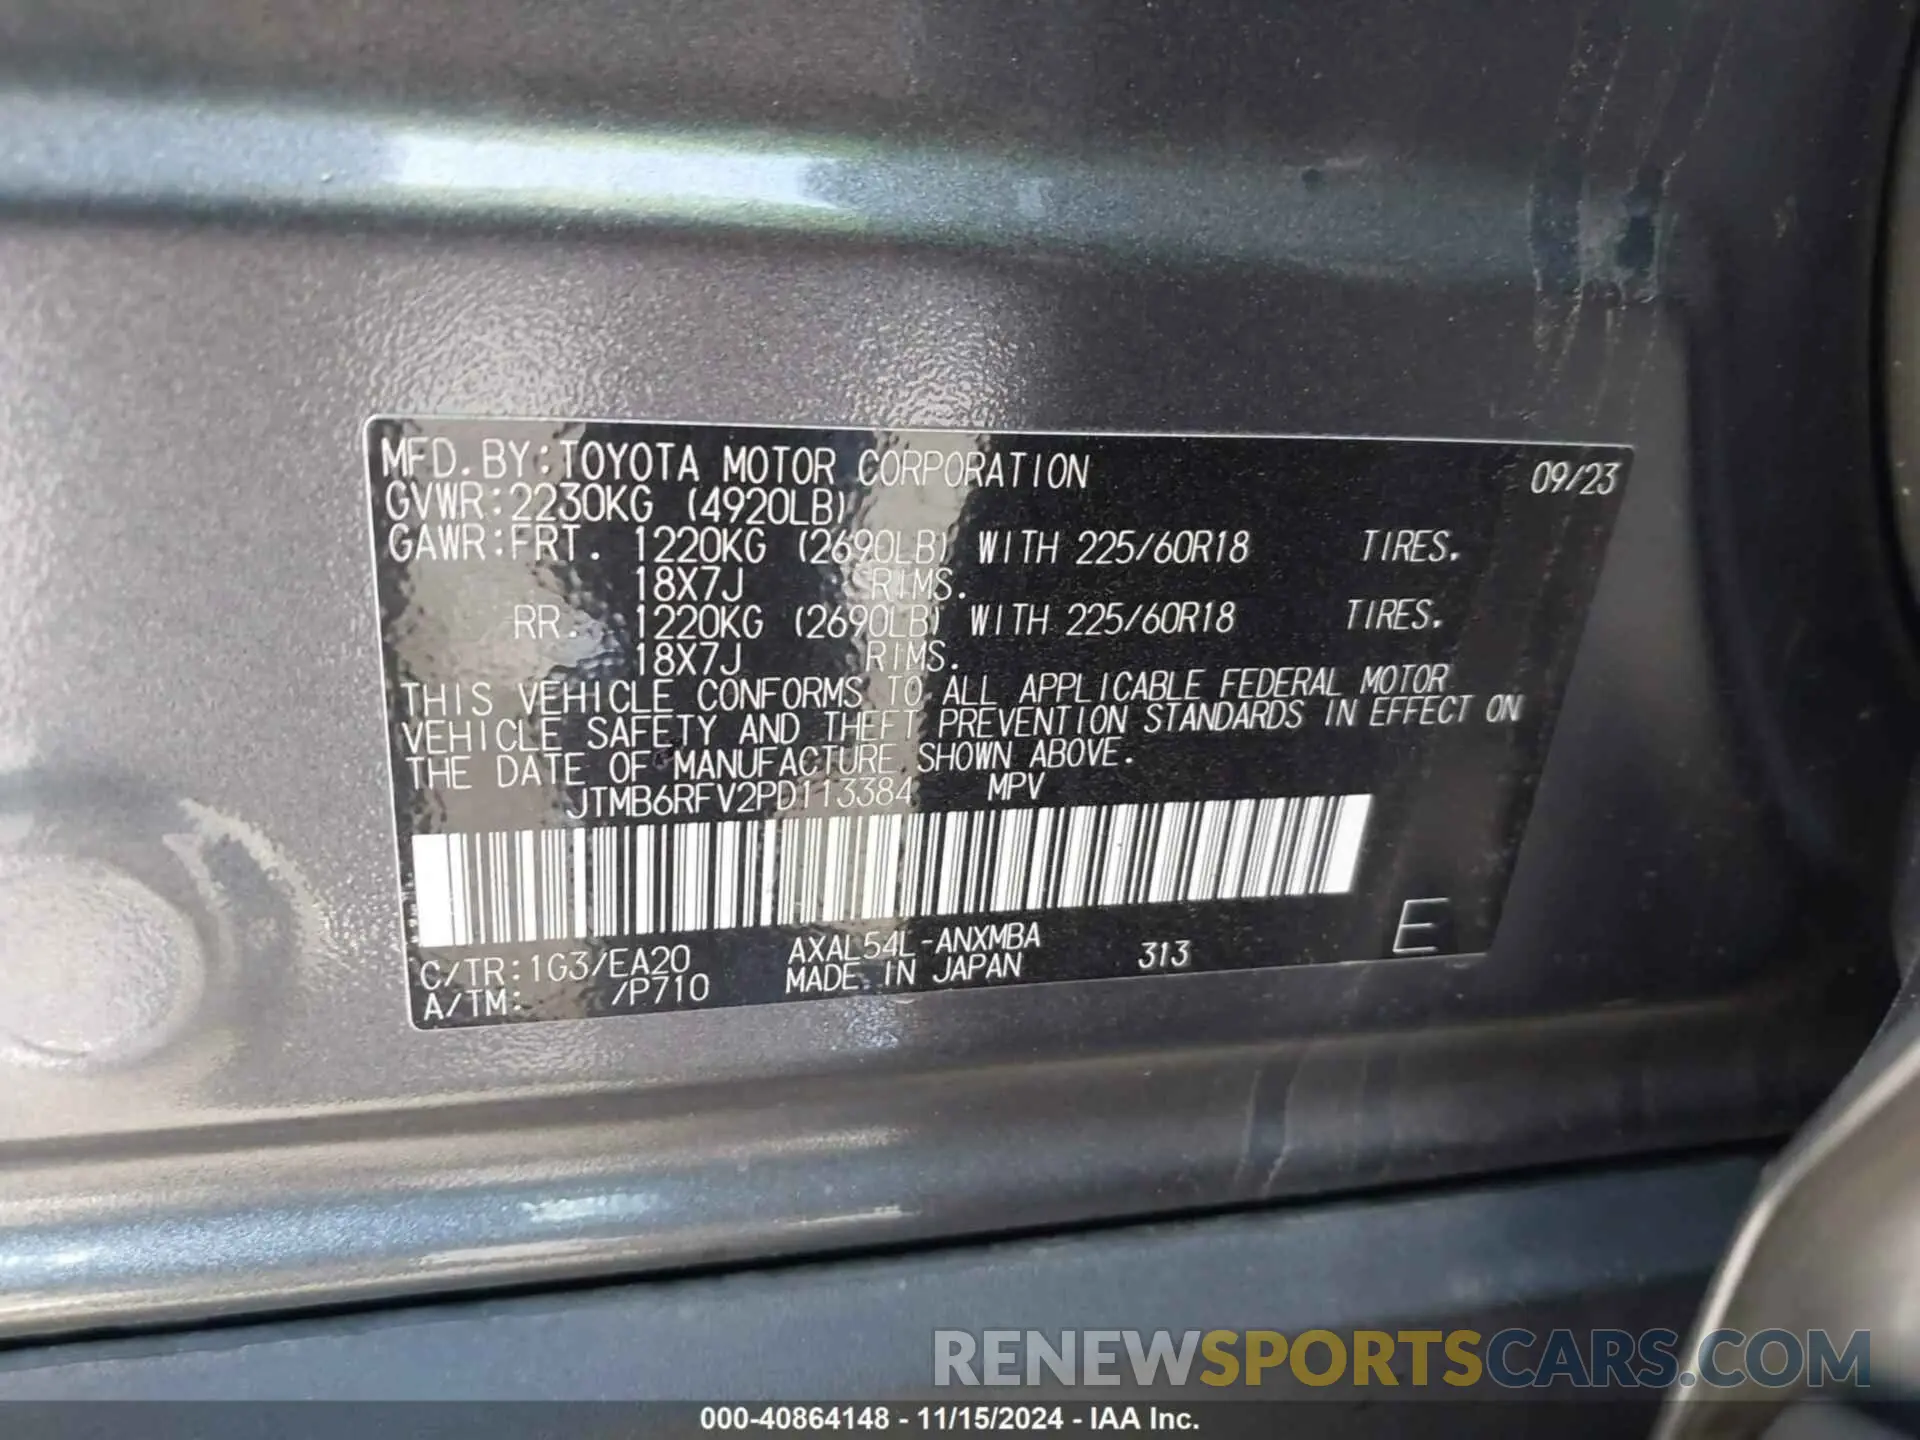 MFD. BY:TOYOTA MOTOR CORPORATION 09/23
GVWR:2230KG (4920LB)
GAWR:FRT. 1220KG (2690LB) WITH 225/60R18 TIRES.
18X7J RIMS.
RR. 1220KG (2690LB) WITH 225/60R18 TIRES.
18X7J RIMS.
THIS VEHICLE CONFORMS TO ALL APPLICABLE FEDERAL MOTOR
VEHICLE SAFETY AND THEFT PREVENTION STANDARDS IN EFFECT ON
THE DATE OF MANUFACTURE SHOWN ABOVE.
JTMB6RFV2PD113384 MPV
C/TR:1G3/EA20 AXAL54L-ANXMBA 313 E
A/TM: /P710 MADE IN JAPAN
RENEWSPORTSCARS.COM
000-40864148 - 11/15/2024 - IAA Inc.